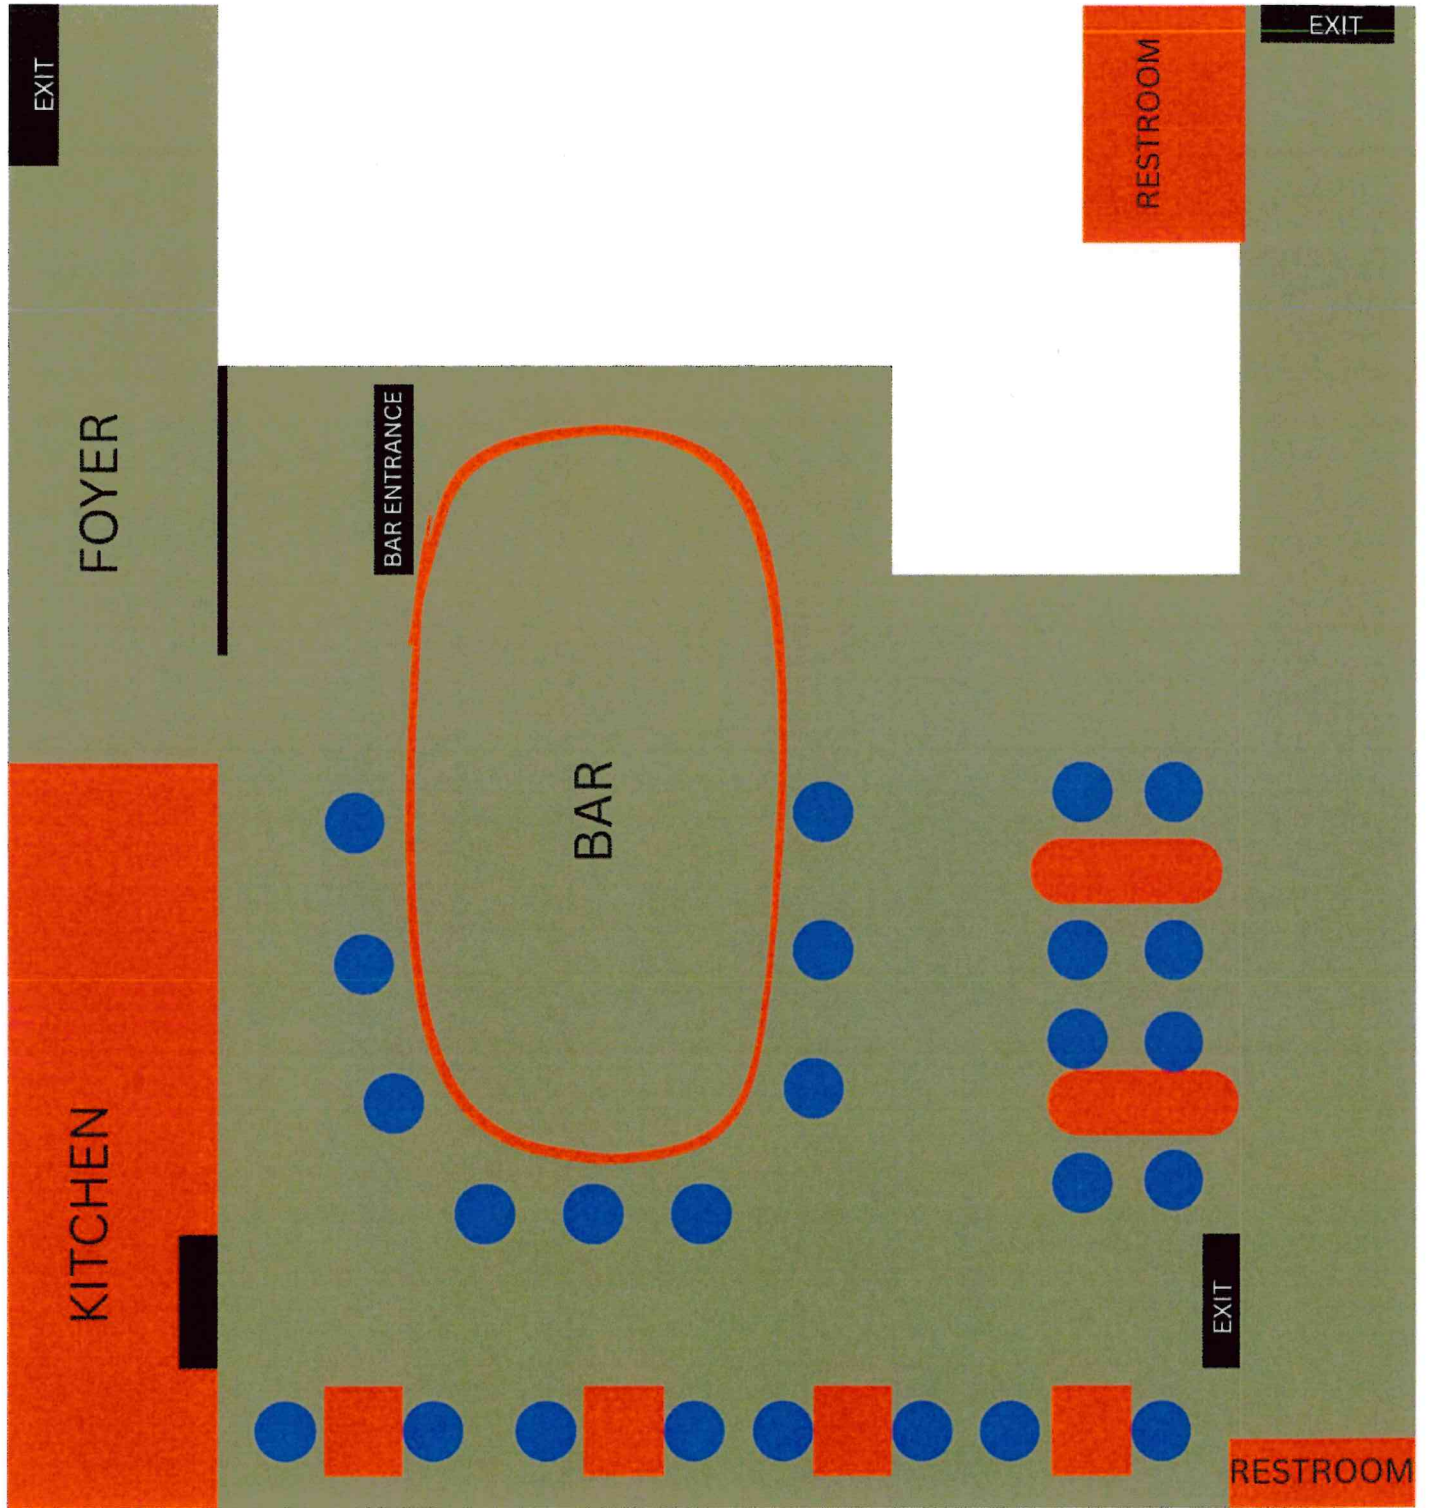 EXIT
RESTROOM
EXIT
FOYER
BAR ENTRANCE
BAR
KITCHEN
EXIT
RESTROOM